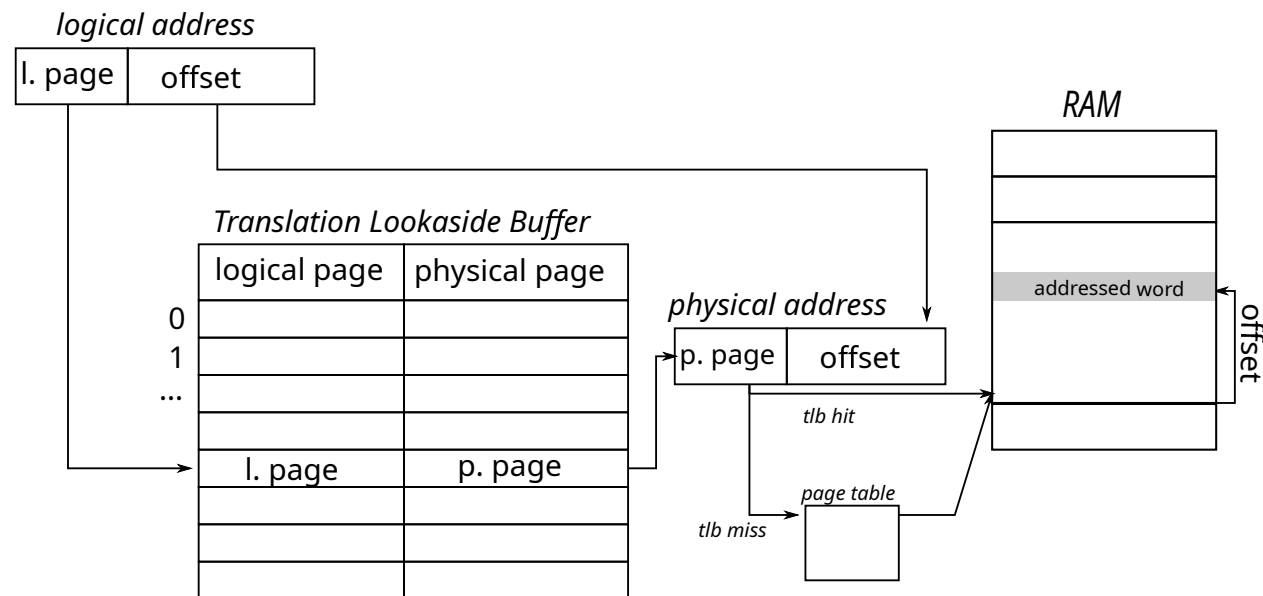 logical address
l. page
offset
RAM
Translation Lookaside Buffer
logical page
physical page
0
1
...
l. page
p. page
physical address
p. page
offset
addressed word
offset
tlb hit
page table
tlb miss